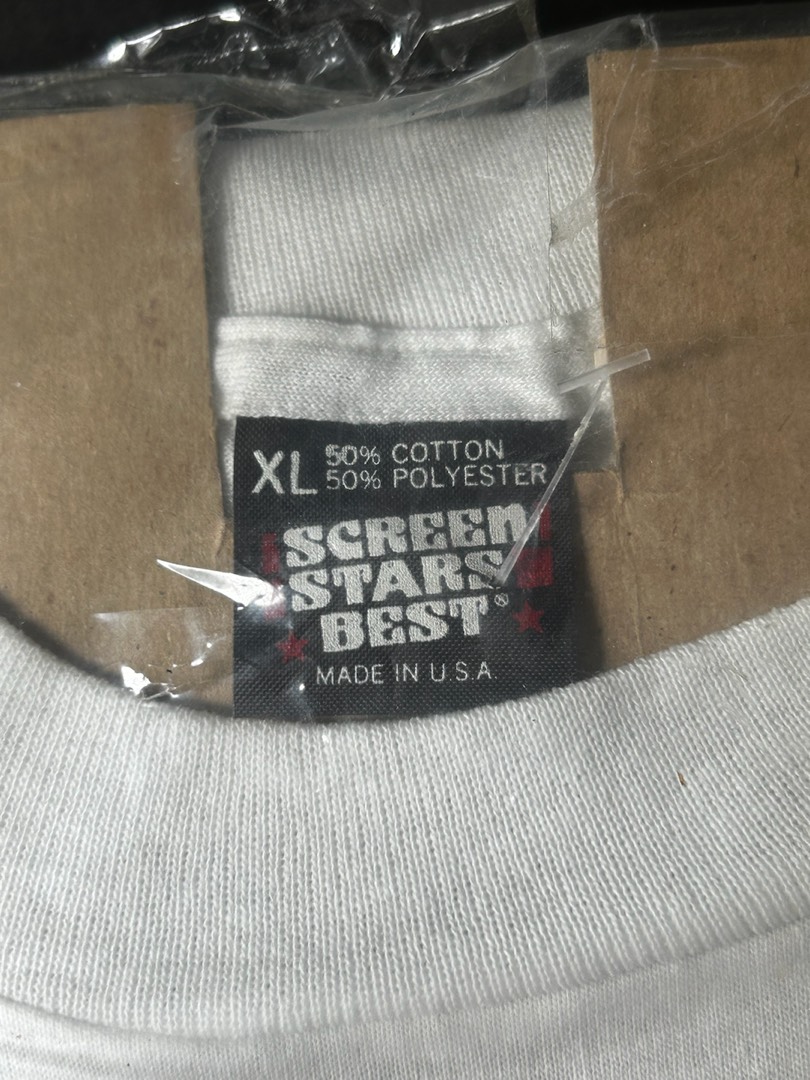 XL 50% COTTON
50% POLYESTER
SCREEN
STARS
BEST®
MADE IN U.S.A.